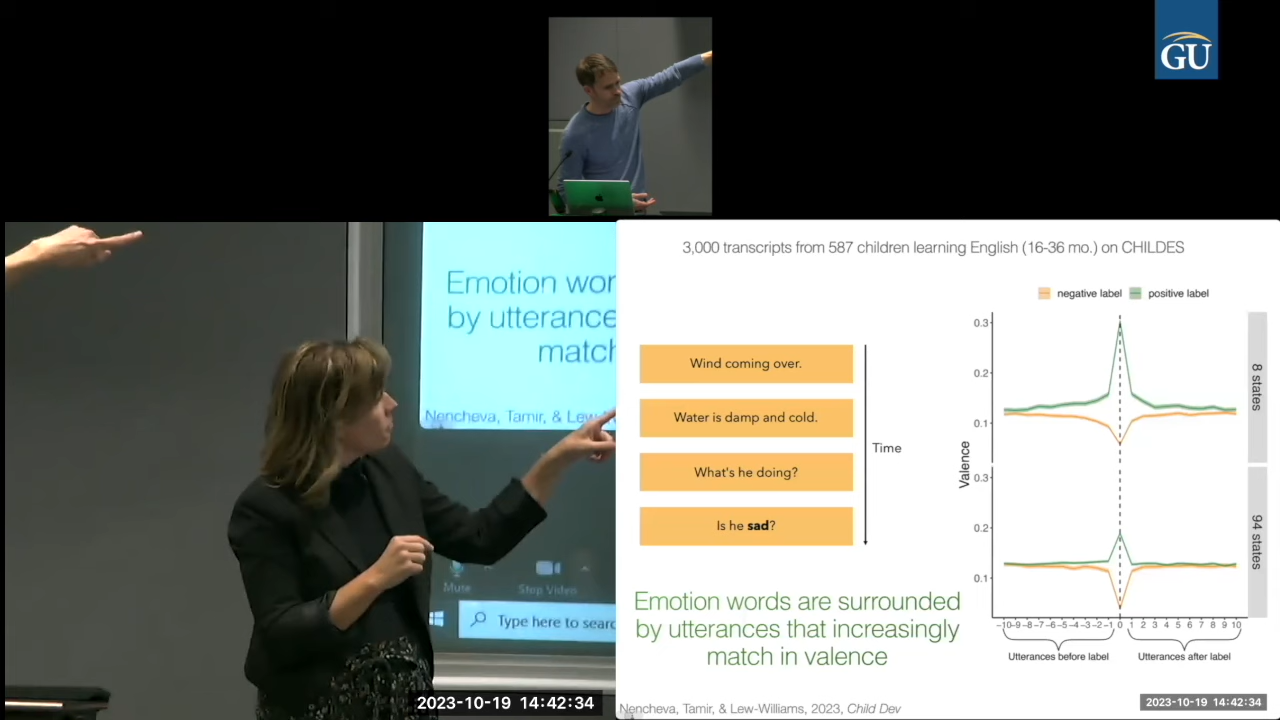 GU
Emotion wor
by utterance
match
Nencheva, Tamir, & Lew-
Mute
Stop Video
Type here to searc
2023-10-19 14:42:34
3,000 transcripts from 587 children learning English (16-36 mo.) on CHILDES
Wind coming over.
Water is damp and cold.
What's he doing?
Is he sad?
Time
Emotion words are surrounded
by utterances that increasingly
match in valence
negative label positive label
Valence
0.3
0.2
0.1
8 states
0.3
0.2
0.1
94 states
−10−9 −8 −7 −6 −5 −4 −3 −2 −1 0 1 2 3 4 5 6 7 8 9 10
Utterances before label Utterances after label
Nencheva, Tamir, & Lew-Williams, 2023, Child Dev
2023-10-19 14:42:34